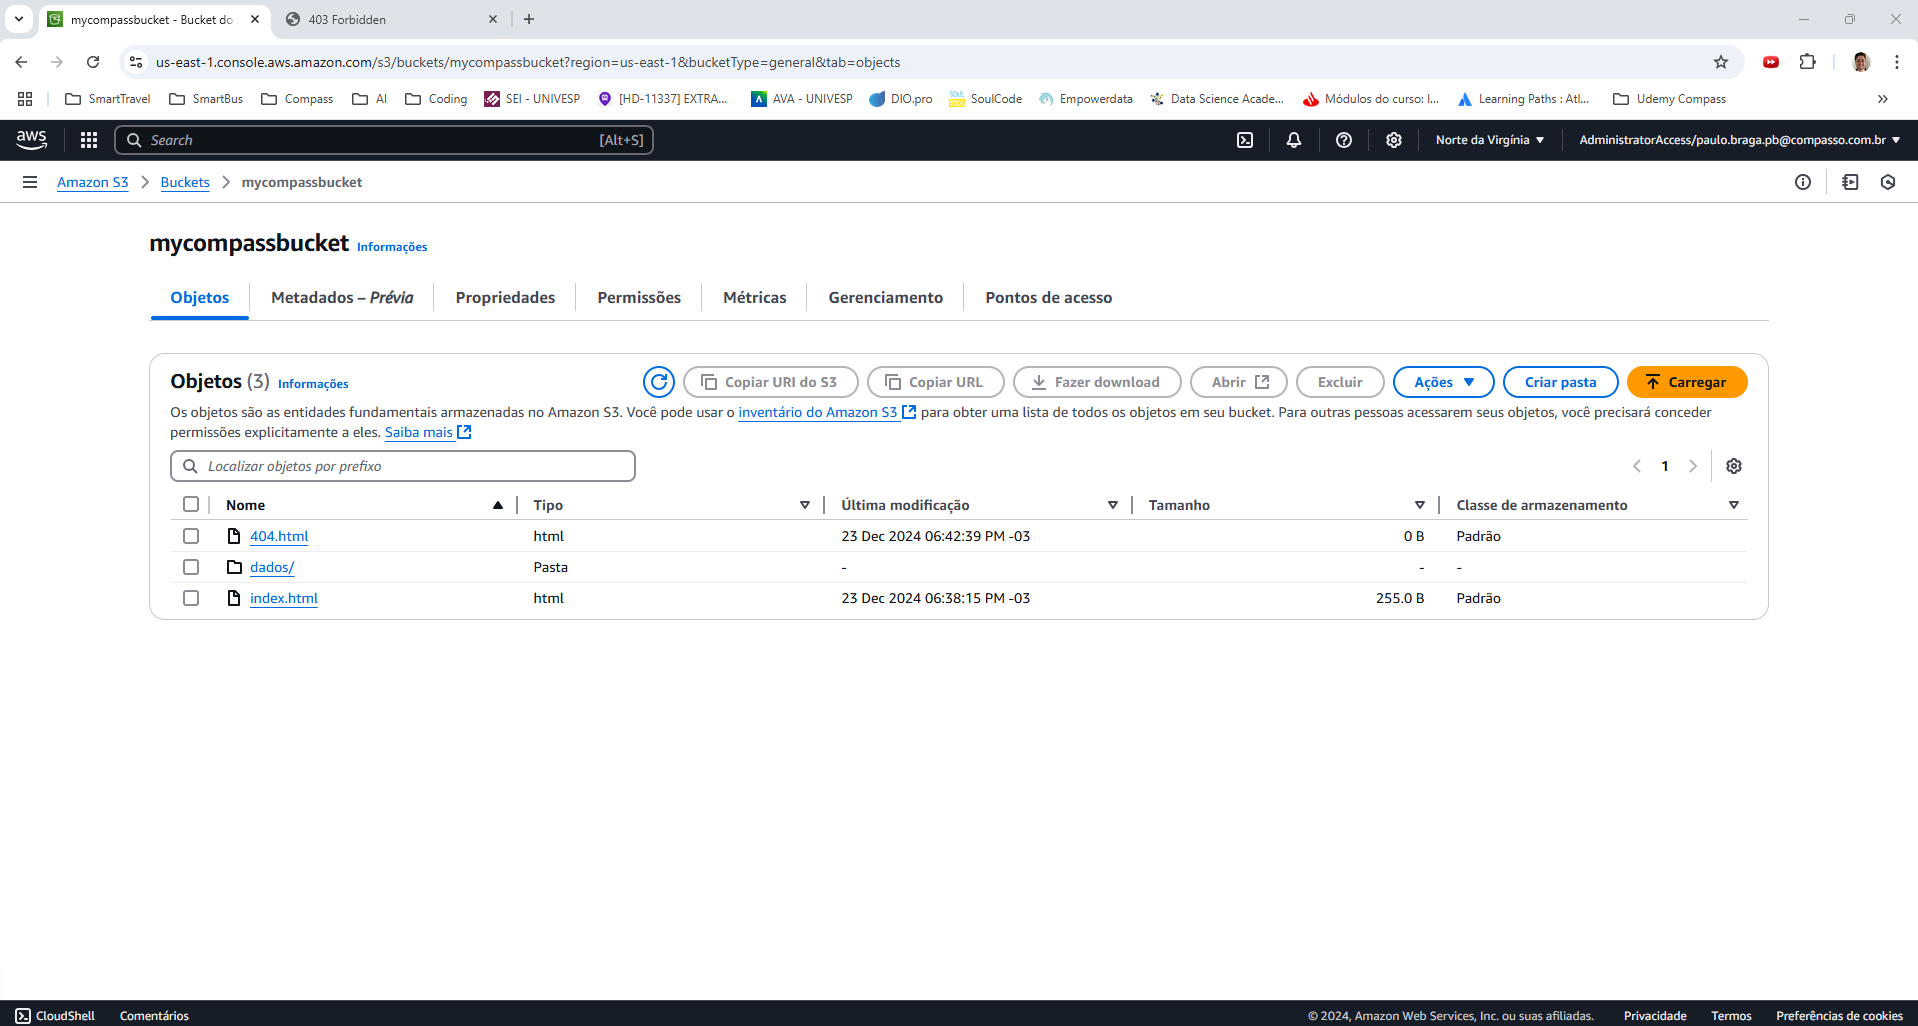 mycompassbucket - Bucket do
403 Forbidden
us-east-1.console.aws.amazon.com/s3/buckets/mycompassbucket?region=us-east-1&bucketType=general&tab=objects
SmartTravel SmartBus Compass AI Coding SEI - UNIVESP [HD-11337] EXTRA... AVA - UNIVESP DIO.pro SoulCode Empowerdata Data Science Acade... Módulos do curso: I... Learning Paths : Atl... Udemy Compass
aws Search [Alt+S] Norte da Virgínia AdministratorAccess/paulo.braga.pb@compasso.com.br
Amazon S3 Buckets mycompassbucket
mycompassbucket Informações
Objetos Metadados – Prévia Propriedades Permissões Métricas Gerenciamento Pontos de acesso
Objetos (3) Informações Copiar URI do S3 Copiar URL Fazer download Abrir Excluir Ações Criar pasta Carregar
Os objetos são as entidades fundamentais armazenadas no Amazon S3. Você pode usar o inventário do Amazon S3 para obter uma lista de todos os objetos em seu bucket. Para outras pessoas acessarem seus objetos, você precisará conceder
permissões explicitamente a eles. Saiba mais
Localizar objetos por prefixo 1
Nome Tipo Última modificação Tamanho Classe de armazenamento
404.html html 23 Dec 2024 06:42:39 PM -03 0 B Padrão
dados/ Pasta - - -
index.html html 23 Dec 2024 06:38:15 PM -03 255.0 B Padrão
CloudShell Comentários © 2024, Amazon Web Services, Inc. ou suas afiliadas. Privacidade Termos Preferências de cookies